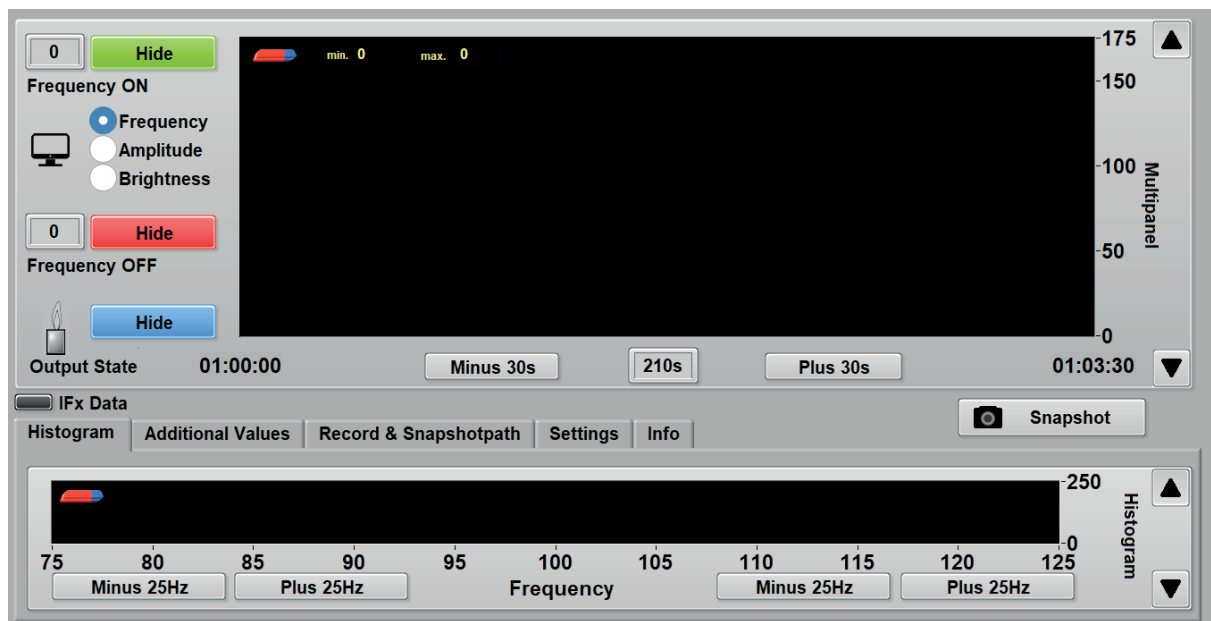 0 Hide
Frequency ON
Frequency
Amplitude
Brightness
0 Hide
Frequency OFF
Hide
Output State
min. 0 max. 0
175
150
100
50
0
Multipanel
01:00:00 Minus 30s 210s Plus 30s 01:03:30
IFx Data
Snapshot
Histogram Additional Values Record & Snapshotpath Settings Info
250
0
Histogram
75 80 85 90 95 100 105 110 115 120 125
Minus 25Hz Plus 25Hz Frequency Minus 25Hz Plus 25Hz